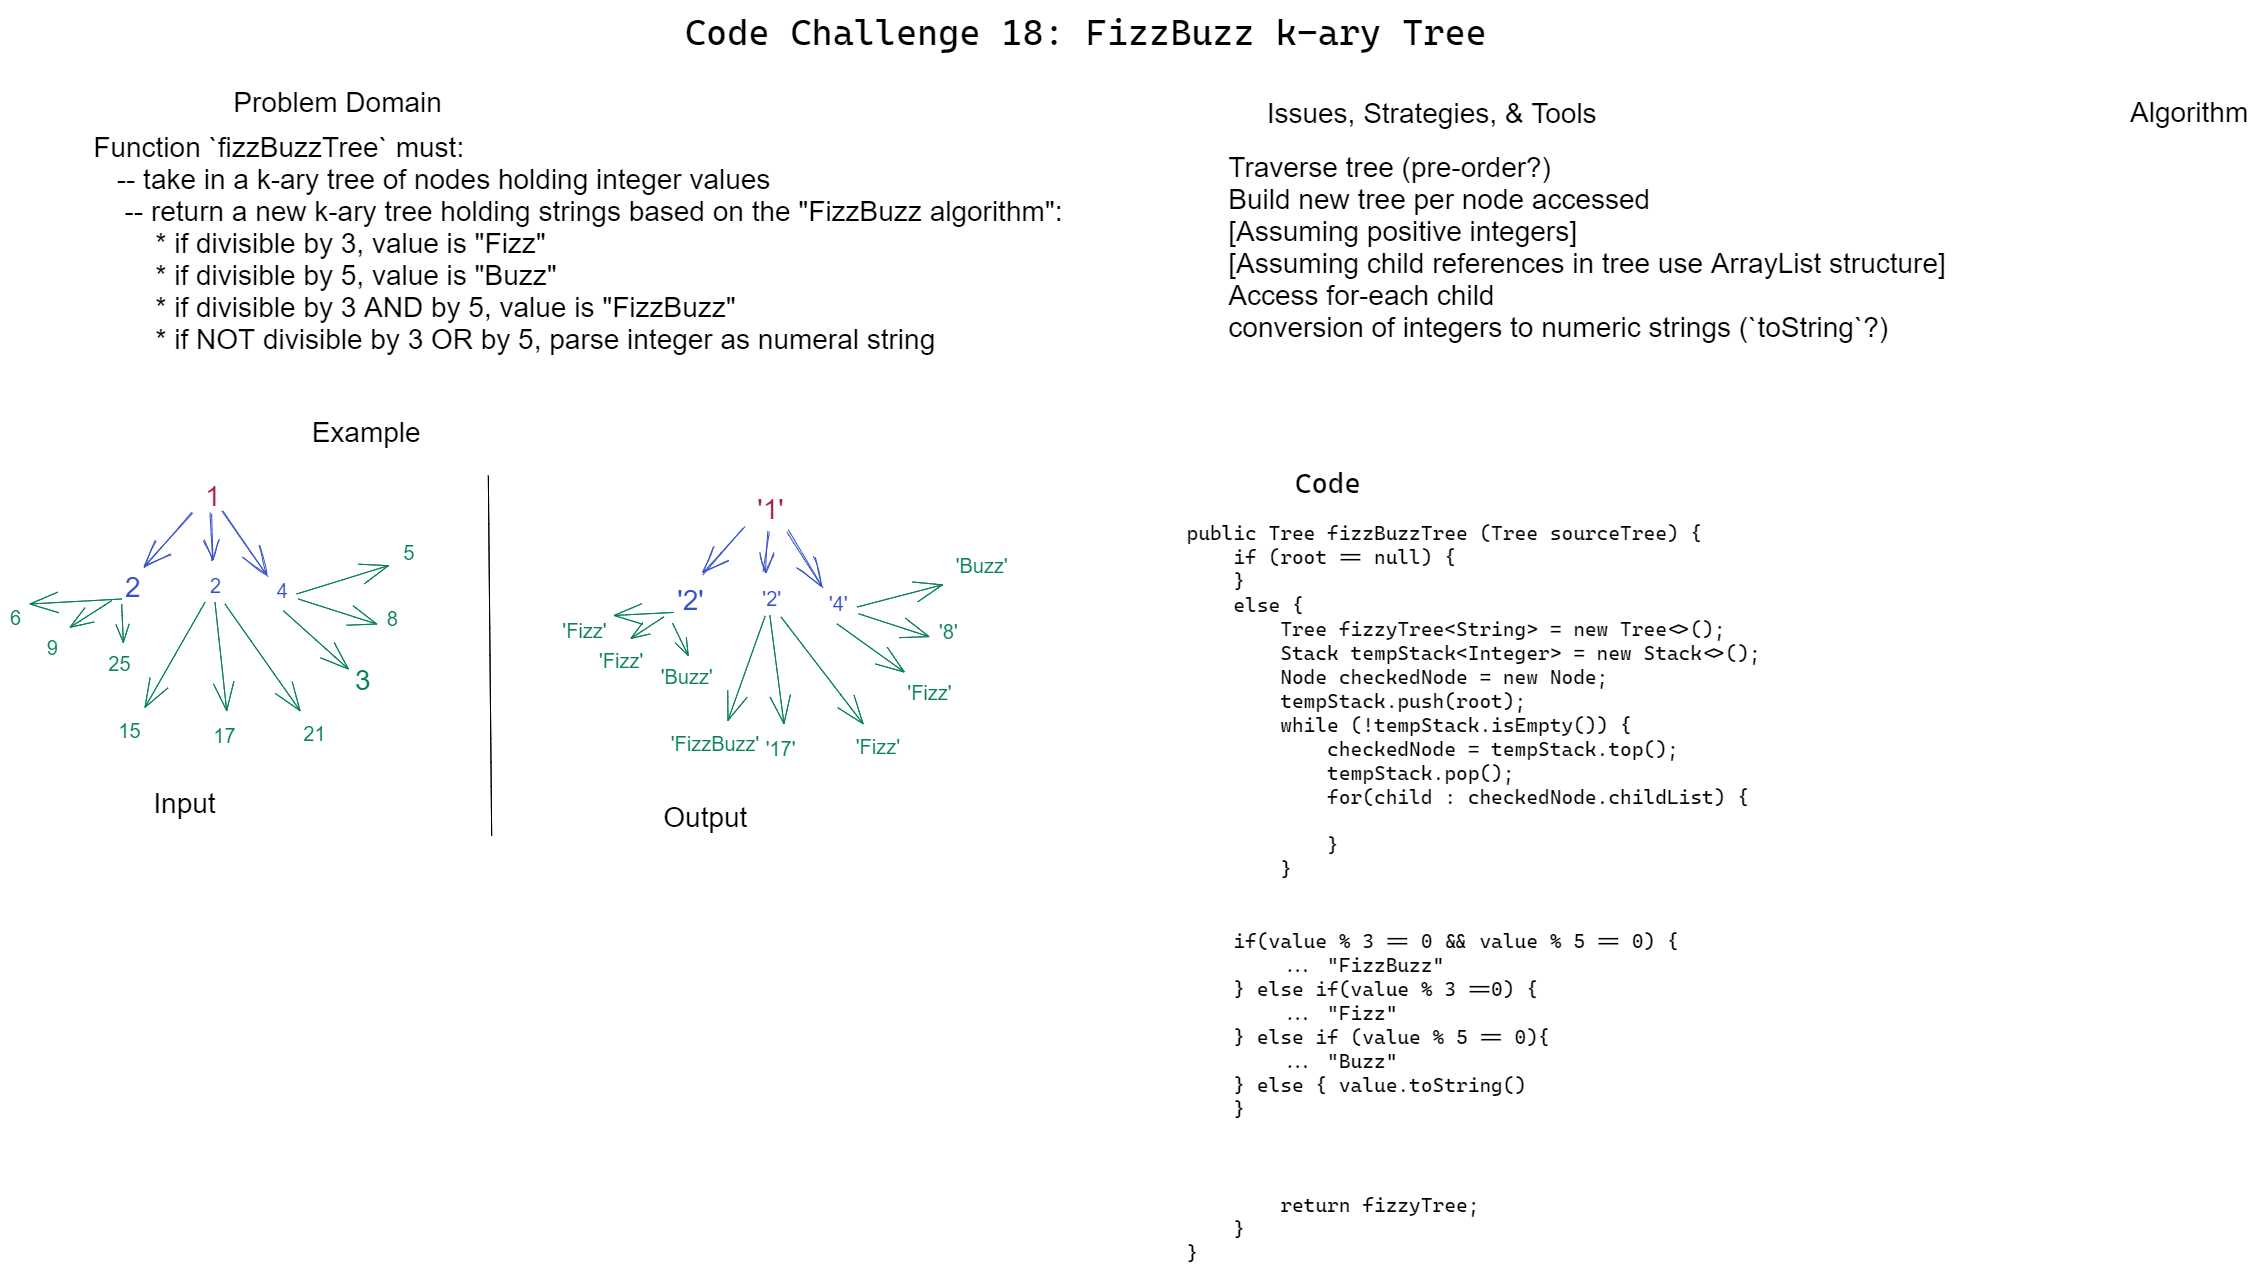 Code Challenge 18: FizzBuzz k-ary Tree
Problem Domain
Function `fizzBuzzTree` must:
-- take in a k-ary tree of nodes holding integer values
-- return a new k-ary tree holding strings based on the "FizzBuzz algorithm":
* if divisible by 3, value is "Fizz"
* if divisible by 5, value is "Buzz"
* if divisible by 3 AND by 5, value is "FizzBuzz"
* if NOT divisible by 3 OR by 5, parse integer as numeral string
Issues, Strategies, & Tools
Traverse tree (pre-order?)
Build new tree per node accessed
[Assuming positive integers]
[Assuming child references in tree use ArrayList structure]
Access for-each child
conversion of integers to numeric strings (`toString`?)
Algorithm
Example
1
2 2 4
5
8
3
6
9
25
15 17 21
Input
'1'
'2' '2' '4'
'Buzz'
'8'
'Fizz'
'Fizz'
'Fizz'
'Buzz'
'FizzBuzz' '17' 'Fizz'
Output
Code
public Tree fizzBuzzTree (Tree sourceTree) {
if (root == null) {
}
else {
Tree fizzyTree<String> = new Tree<>();
Stack tempStack<Integer> = new Stack<>();
Node checkedNode = new Node;
tempStack.push(root);
while (!tempStack.isEmpty()) {
checkedNode = tempStack.top();
tempStack.pop();
for(child : checkedNode.childList) {
}
}
if(value % 3 == 0 && value % 5 == 0) {
... "FizzBuzz"
} else if(value % 3 ==0) {
... "Fizz"
} else if (value % 5 == 0){
... "Buzz"
} else { value.toString()
}
return fizzyTree;
}
}